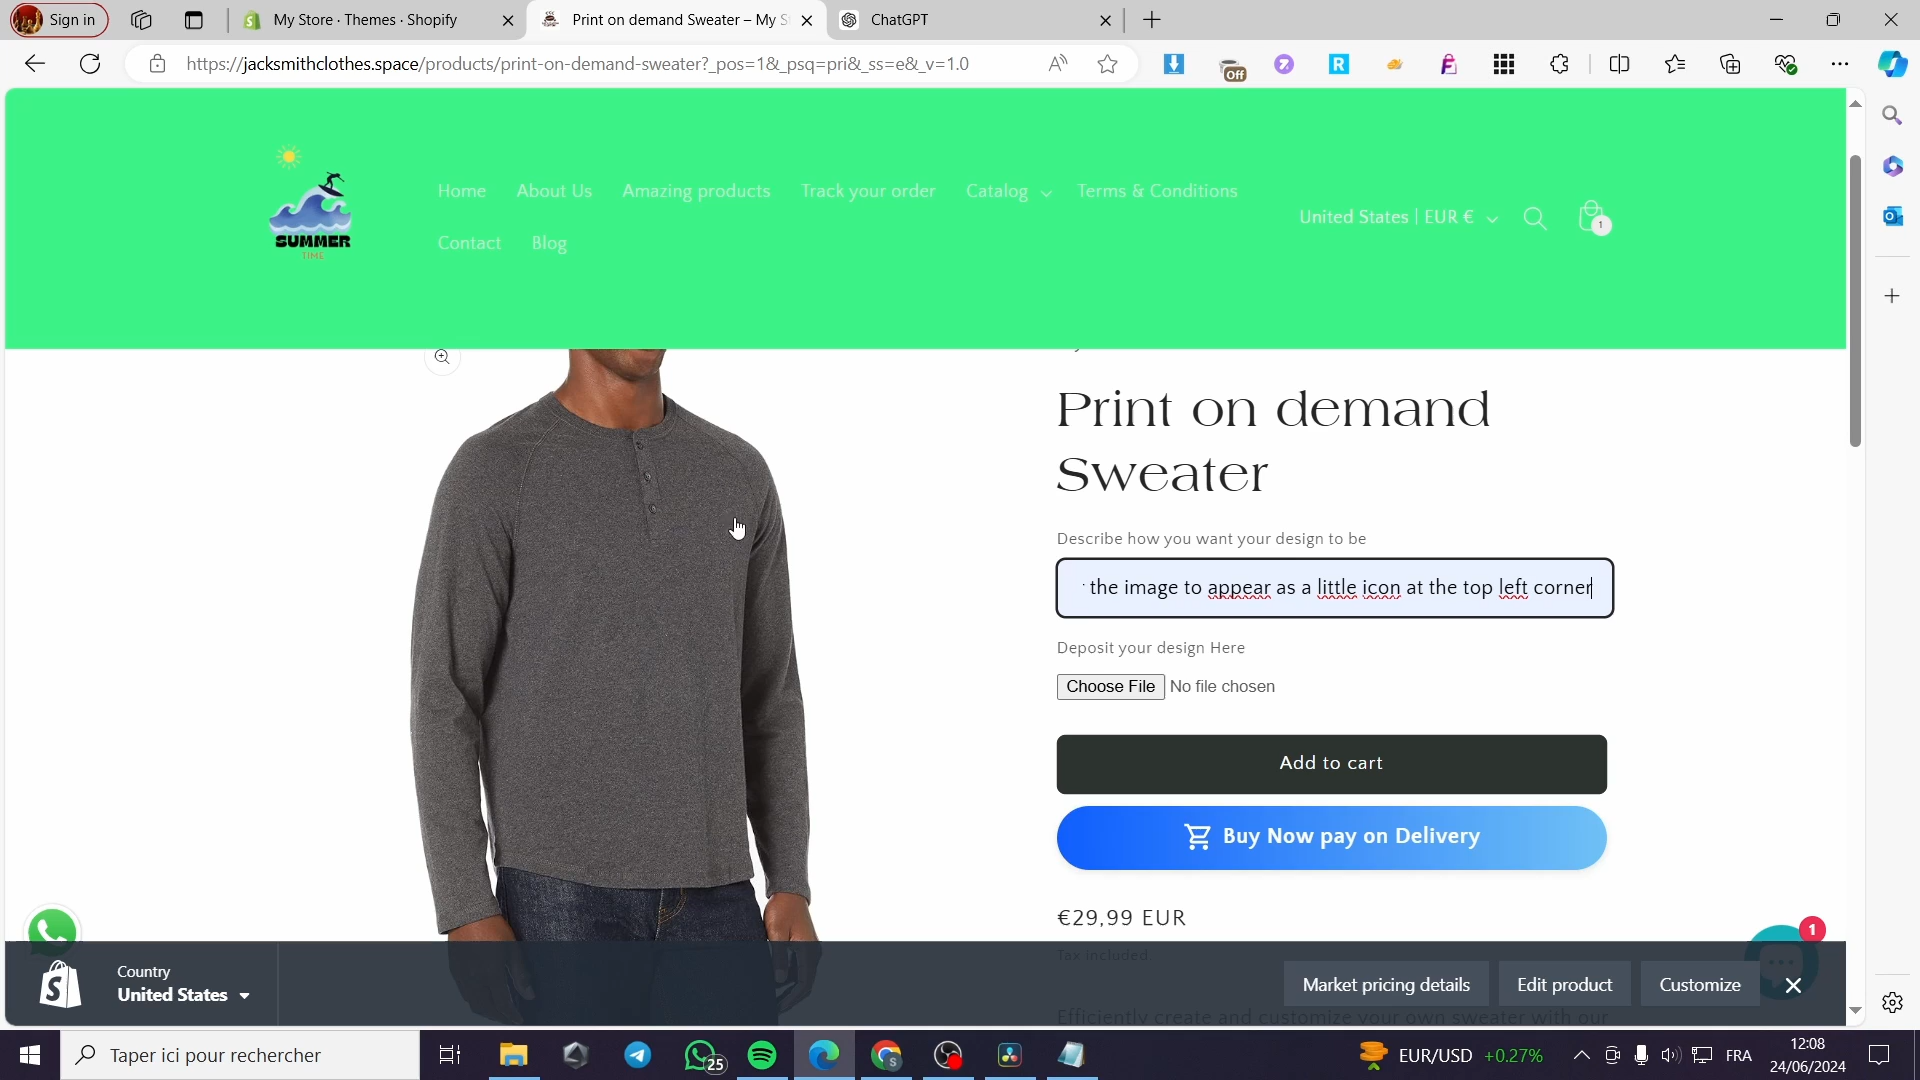 Sign in
My Store · Themes · Shopify
Print on demand Sweater – My S
ChatGPT
https://jacksmithclothes.space/products/print-on-demand-sweater?_pos=1&_psq=pri&_ss=e&_v=1.0
Off
SUMMER
TIME
Home About Us Amazing products Track your order Catalog Terms & Conditions
Contact Blog
United States | EUR €
1
Print on demand
Sweater
Describe how you want your design to be
the image to appear as a little icon at the top left corner
Deposit your design Here
Choose File No file chosen
Add to cart
Buy Now pay on Delivery
€29,99 EUR
Tax included.
1
Country
United States
Market pricing details
Edit product
Customize
Efficiently create and customize your own sweater with our
Taper ici pour rechercher
25
EUR/USD +0.27%
FRA
12:08
24/06/2024